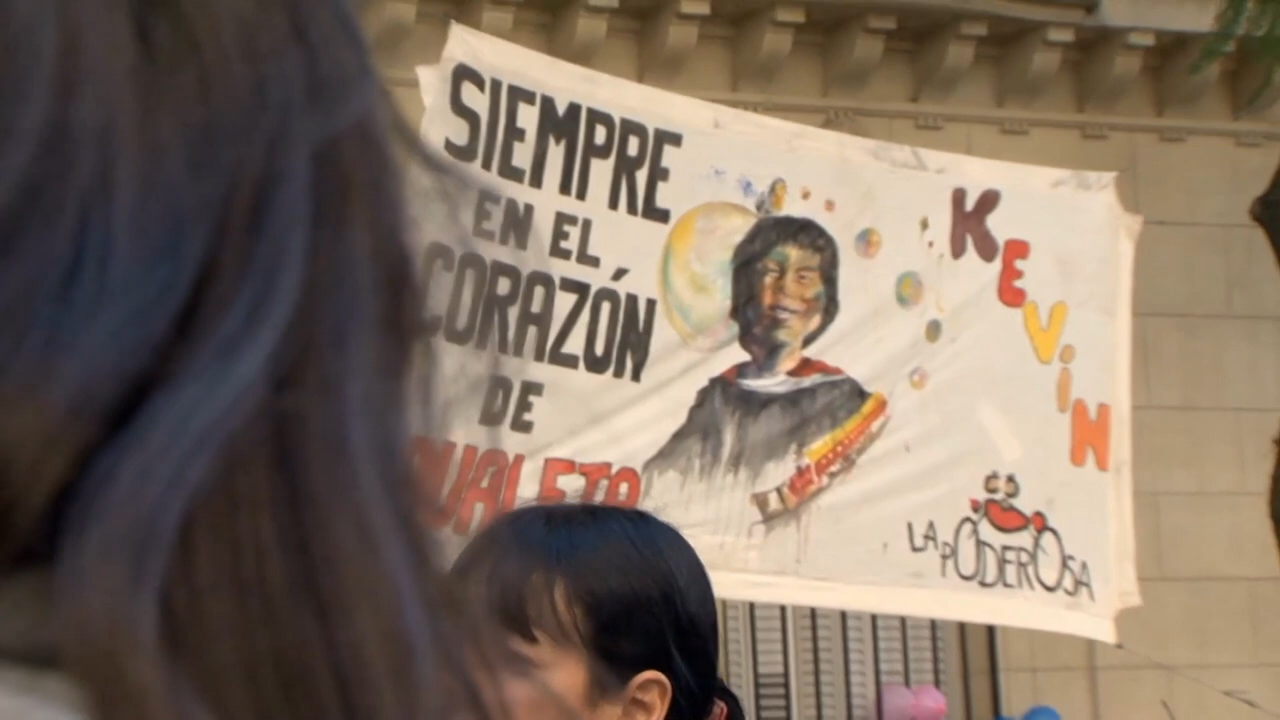 SIEMPRE
EN EL
CORAZÓN
DE
KEViN
LA PODEROSA